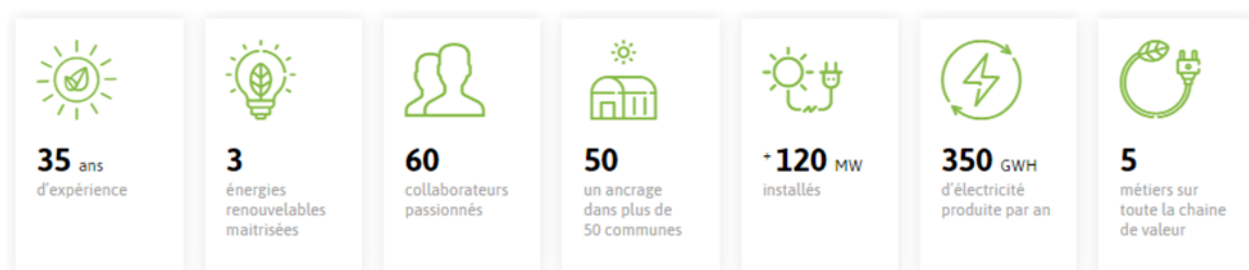 35 ans
d'expérience
3
énergies
renouvelables
maitrisées
60
collaborateurs
passionnés
50
un ancrage
dans plus de
50 communes
+120 MW
installés
350 GWH
d'électricité
produite par an
5
métiers sur
toute la chaine
de valeur